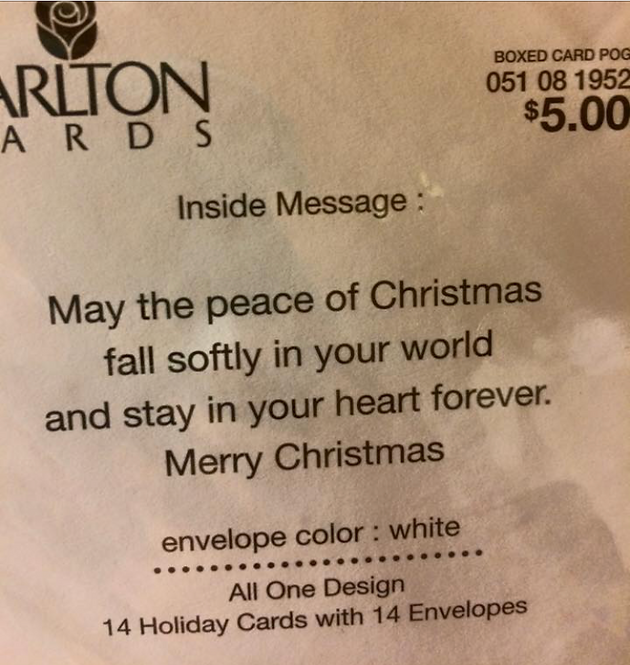 ARLTON
ARDS
BOXED CARD POG
051 08 1952
$5.00
Inside Message :
May the peace of Christmas
fall softly in your world
and stay in your heart forever.
Merry Christmas
envelope color : white
All One Design
14 Holiday Cards with 14 Envelopes